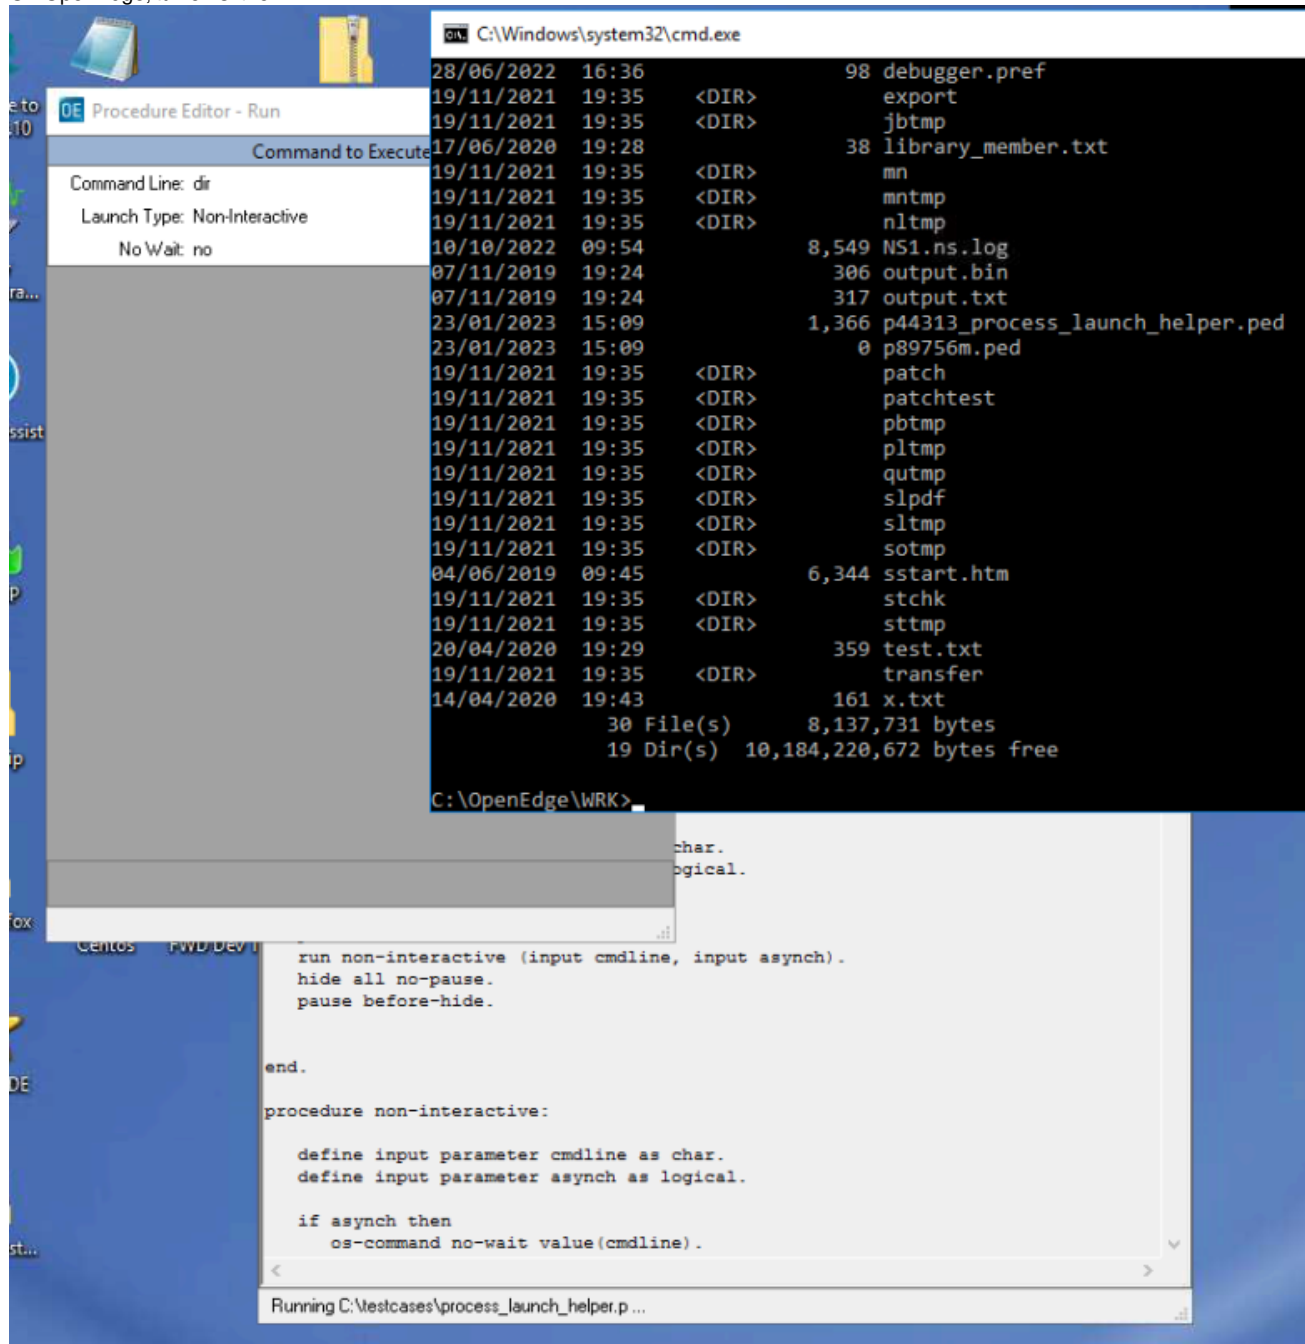 C:\Windows\system32\cmd.exe
28/06/2022 16:36 98 debugger.pref
19/11/2021 19:35 <DIR> export
19/11/2021 19:35 <DIR> jbtmp
17/06/2020 19:28 38 library_member.txt
19/11/2021 19:35 <DIR> mn
19/11/2021 19:35 <DIR> mntmp
19/11/2021 19:35 <DIR> nltmp
10/10/2022 09:54 8,549 NS1.ns.log
07/11/2019 19:24 306 output.bin
07/11/2019 19:24 317 output.txt
23/01/2023 15:09 1,366 p44313_process_launch_helper.ped
23/01/2023 15:09 0 p89756m.ped
19/11/2021 19:35 <DIR> patch
19/11/2021 19:35 <DIR> patchtest
19/11/2021 19:35 <DIR> pbtmp
19/11/2021 19:35 <DIR> pltmp
19/11/2021 19:35 <DIR> qutmp
19/11/2021 19:35 <DIR> slpdf
19/11/2021 19:35 <DIR> sltmp
19/11/2021 19:35 <DIR> sotmp
04/06/2019 09:45 6,344 sstart.htm
19/11/2021 19:35 <DIR> stchk
19/11/2021 19:35 <DIR> sttmp
20/04/2020 19:29 359 test.txt
19/11/2021 19:35 <DIR> transfer
14/04/2020 19:43 161 x.txt
30 File(s) 8,137,731 bytes
19 Dir(s) 10,184,220,672 bytes free
C:\OpenEdge\WRK>
e to
10
OE Procedure Editor - Run
Command to Execute
Command Line: dir
Launch Type: Non-Interactive
No Wait: no
ra...
ssist
p
ip
fox
Centos
FWD Dev
DE
st...
char.
ogical.
run non-interactive (input cmdline, input asynch).
hide all no-pause.
pause before-hide.
end.
procedure non-interactive:
define input parameter cmdline as char.
define input parameter asynch as logical.
if asynch then
os-command no-wait value(cmdline).
Running C:\testcases\process_launch_helper.p ...